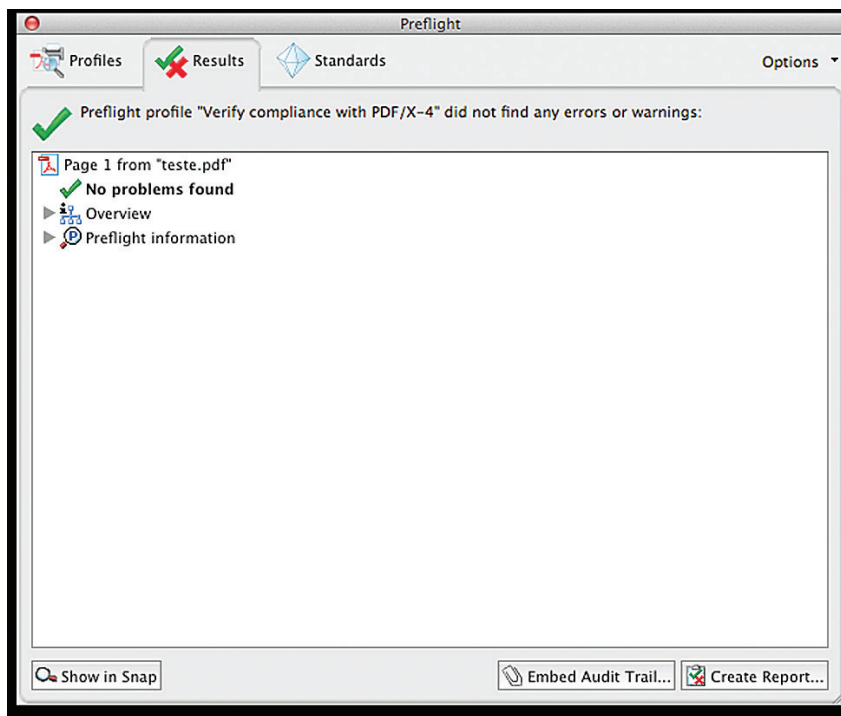 Preflight
Profiles
Results
Standards
Options
Preflight profile "Verify compliance with PDF/X-4" did not find any errors or warnings:
Page 1 from "teste.pdf"
No problems found
Overview
Preflight information
Show in Snap
Embed Audit Trail...
Create Report...